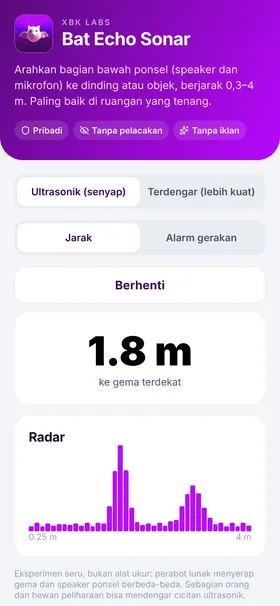 XBK LABS
Bat Echo Sonar
Arahkan bagian bawah ponsel (speaker dan
mikrofon) ke dinding atau objek, berjarak 0,3–4
m. Paling baik di ruangan yang tenang.
Pribadi
Tanpa pelacakan
Tanpa iklan
Ultrasonik (senyap)
Terdengar (lebih kuat)
Jarak
Alarm gerakan
Berhenti
1.8 m
ke gema terdekat
Radar
0.25 m
4 m
Eksperimen seru, bukan alat ukur: perabot lunak menyerap
gema dan speaker ponsel berbeda-beda. Sebagian orang
dan hewan peliharaan bisa mendengar cicitan ultrasonik.